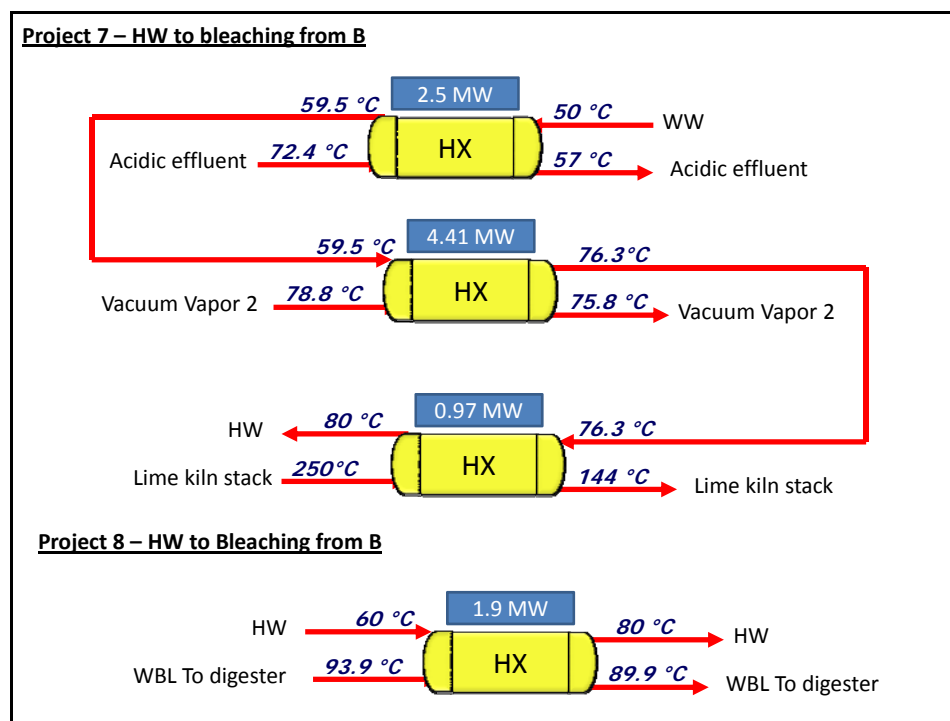 Project 7 – HW to bleaching from B
2.5 MW
59.5 °C
50 °C
WW
HX
Acidic effluent
72.4 °C
57 °C
Acidic effluent
4.41 MW
59.5 °C
76.3°C
HX
Vacuum Vapor 2
78.8 °C
75.8 °C
Vacuum Vapor 2
0.97 MW
HW
80 °C
76.3 °C
HX
Lime kiln stack
250°C
144 °C
Lime kiln stack
Project 8 – HW to Bleaching from B
1.9 MW
HW
60 °C
80 °C
HW
HX
WBL To digester
93.9 °C
89.9 °C
WBL To digester